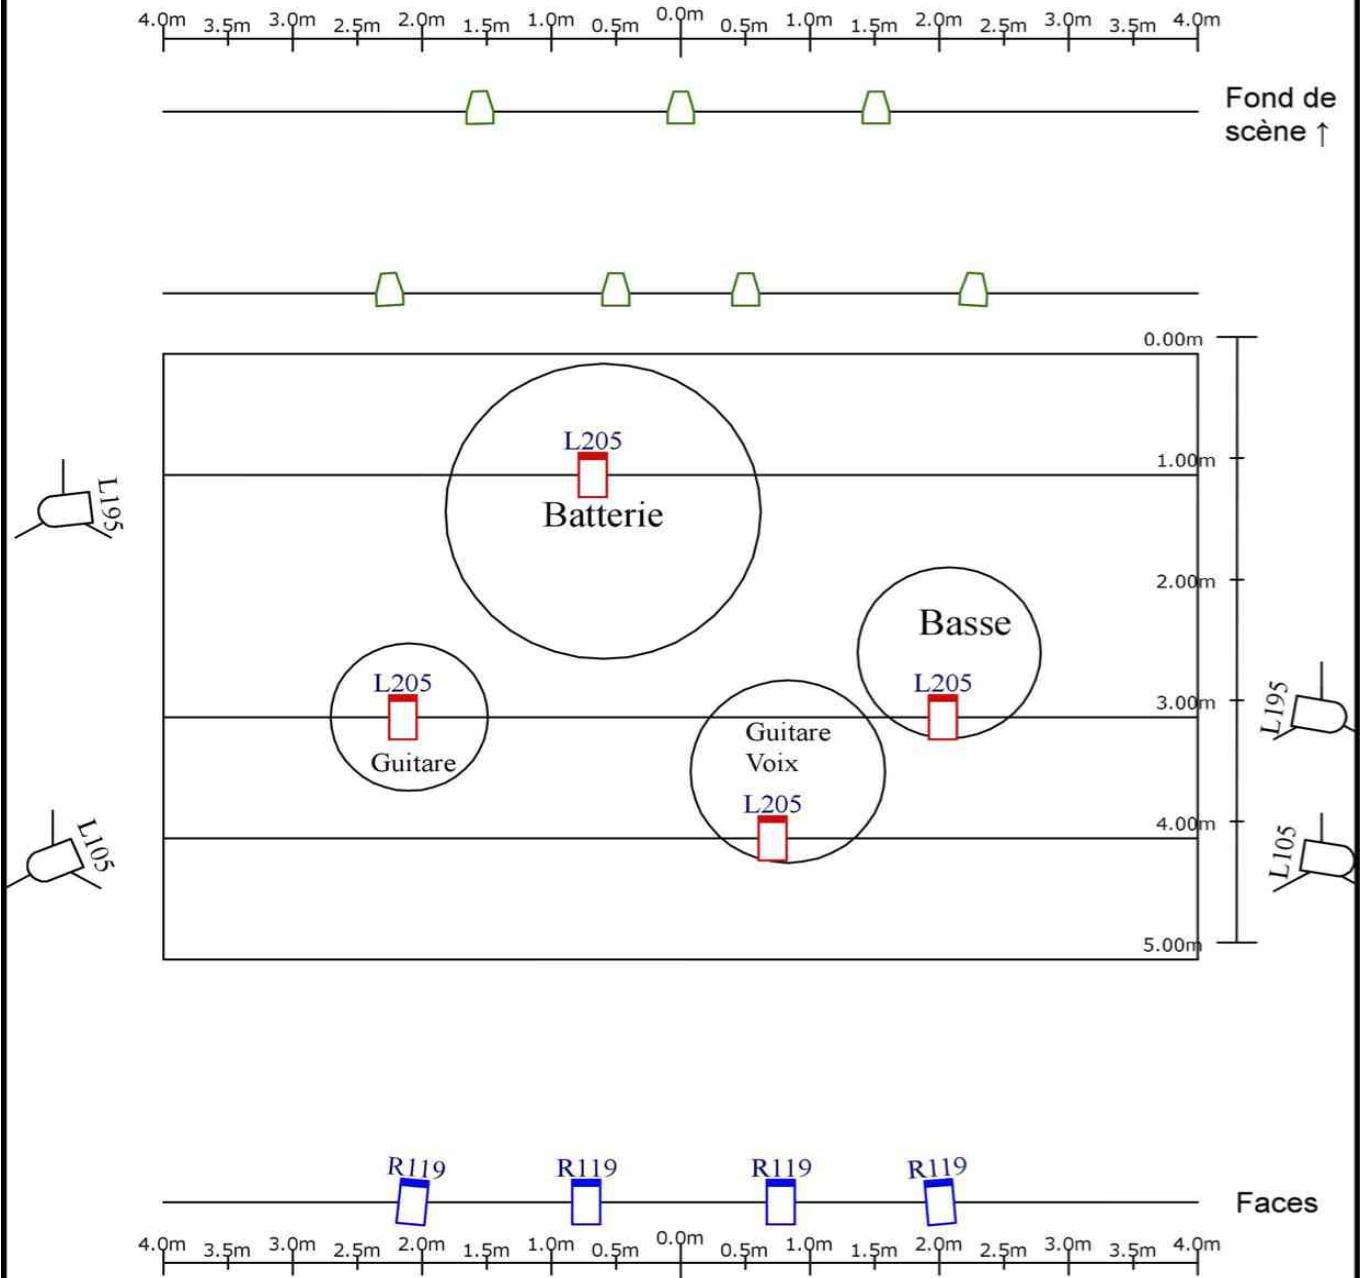 4.0m 3.5m 3.0m 2.5m 2.0m 1.5m 1.0m 0.5m 0.0m 0.5m 1.0m 1.5m 2.0m 2.5m 3.0m 3.5m 4.0m
Fond de
scène ↑
0.00m
L205
1.00m
L195
Batterie
2.00m
Basse
L205
L205
3.00m
L195
Guitare
Voix
Guitare
L205
4.00m
L105
L105
5.00m
R119 R119 R119 R119
Faces
4.0m 3.5m 3.0m 2.5m 2.0m 1.5m 1.0m 0.5m 0.0m 0.5m 1.0m 1.5m 2.0m 2.5m 3.0m 3.5m 4.0m